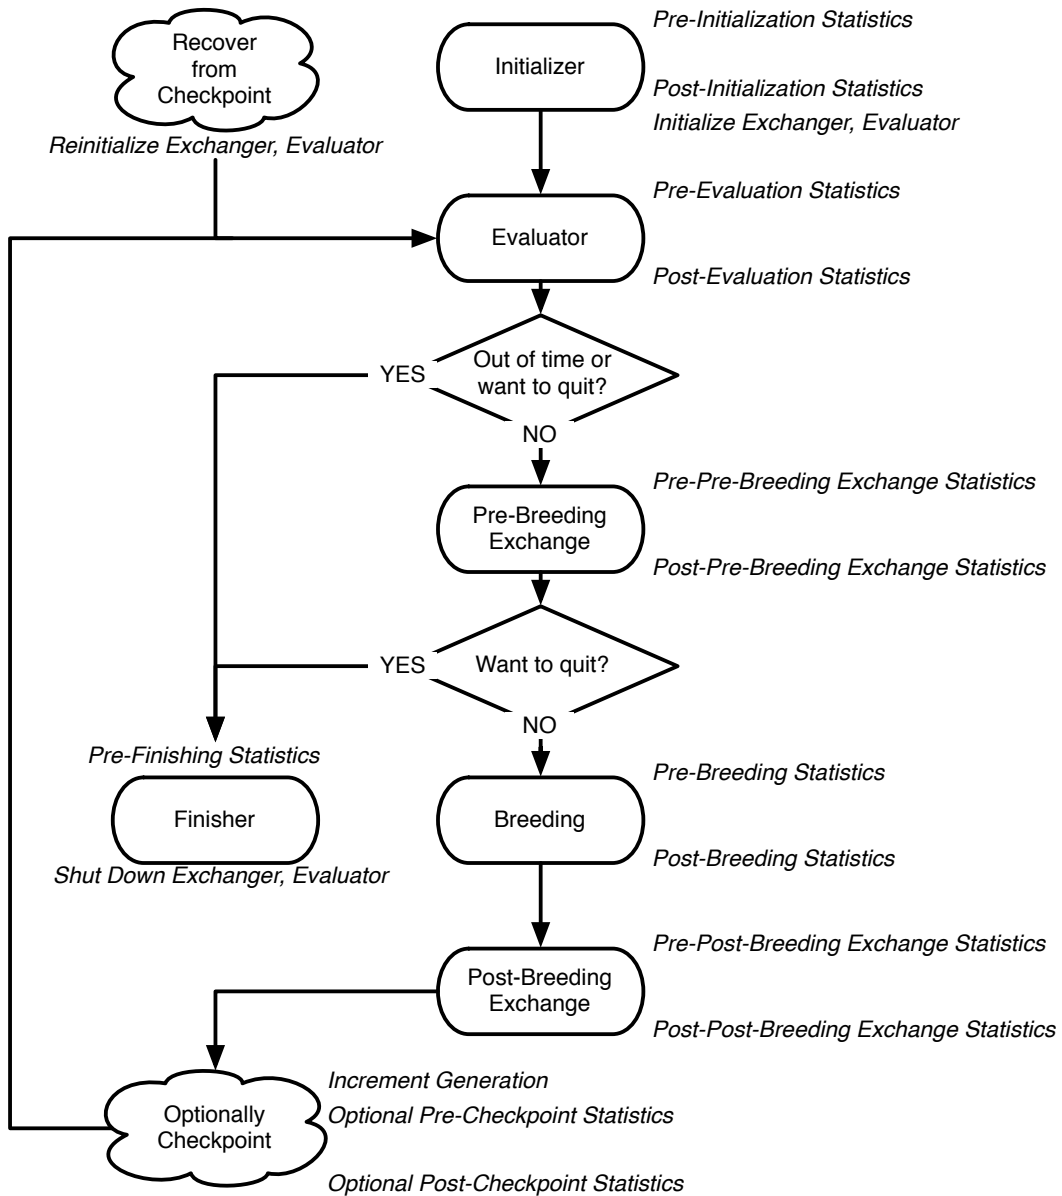 Pre-Initialization Statistics
Recover
from
Checkpoint
Initializer
Post-Initialization Statistics
Initialize Exchanger, Evaluator
Reinitialize Exchanger, Evaluator
Pre-Evaluation Statistics
Evaluator
Post-Evaluation Statistics
Out of time or
want to quit?
YES
NO
Pre-Pre-Breeding Exchange Statistics
Pre-Breeding
Exchange
Post-Pre-Breeding Exchange Statistics
Want to quit?
YES
NO
Pre-Finishing Statistics
Finisher
Shut Down Exchanger, Evaluator
Pre-Breeding Statistics
Breeding
Post-Breeding Statistics
Pre-Post-Breeding Exchange Statistics
Post-Breeding
Exchange
Post-Post-Breeding Exchange Statistics
Increment Generation
Optional Pre-Checkpoint Statistics
Optionally
Checkpoint
Optional Post-Checkpoint Statistics